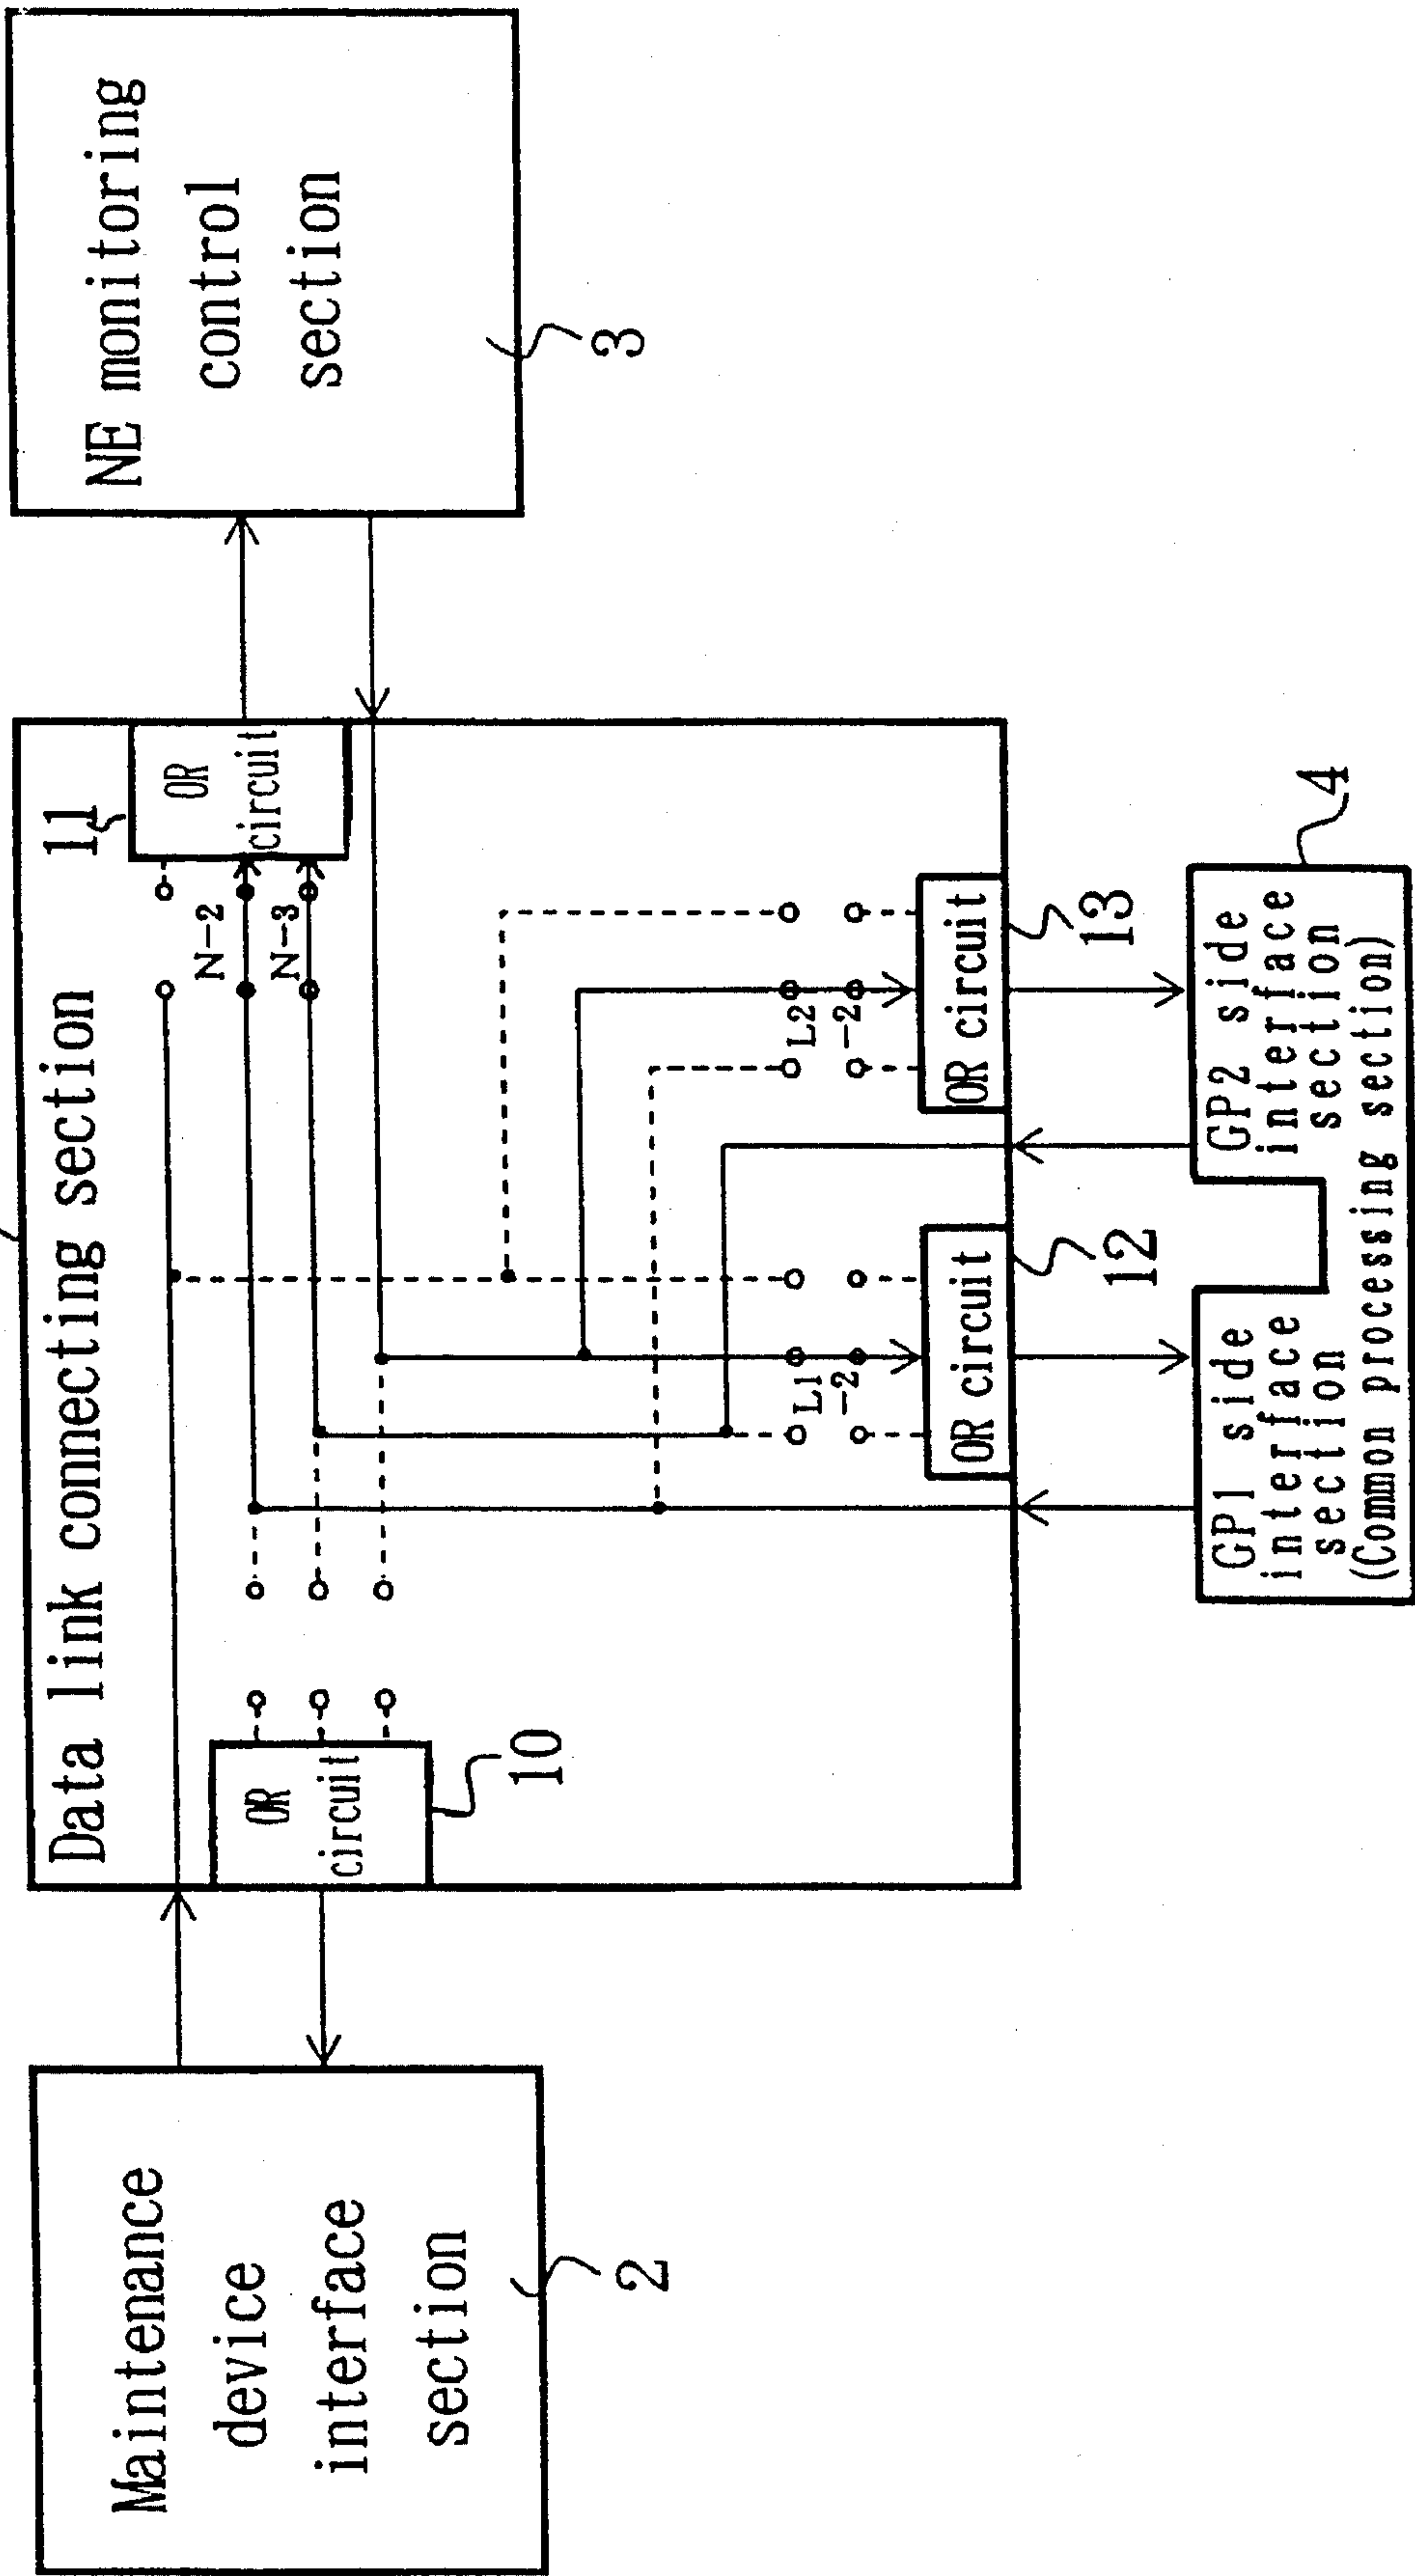 Data link connecting section
Maintenance
device
interface
section
2
OR
circuit
10
11
OR
circuit
N-2
N-3
NE monitoring
control
section
3
L1
-2
L2
-2
OR circuit
12
OR circuit
13
GP1 side
interface
section
GP2 side
interface
section
(Common processing section)
4